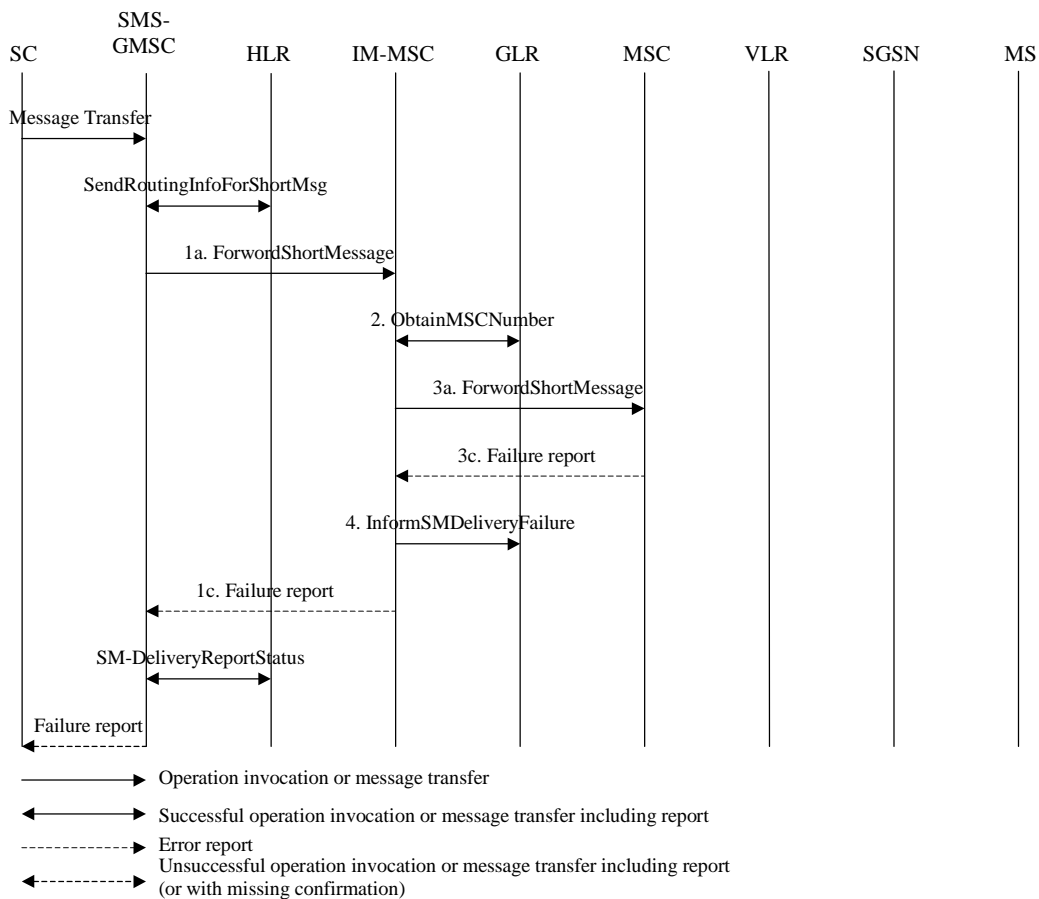 SMS-
GMSC
SC HLR IM-MSC GLR MSC VLR SGSN MS
Message Transfer
SendRoutingInfoForShortMsg
1a. ForwordShortMessage
2. ObtainMSCNumber
3a. ForwordShortMessage
3c. Failure report
4. InformSMDeliveryFailure
1c. Failure report
SM-DeliveryReportStatus
Failure report
Operation invocation or message transfer
Successful operation invocation or message transfer including report
Error report
Unsuccessful operation invocation or message transfer including report
(or with missing confirmation)